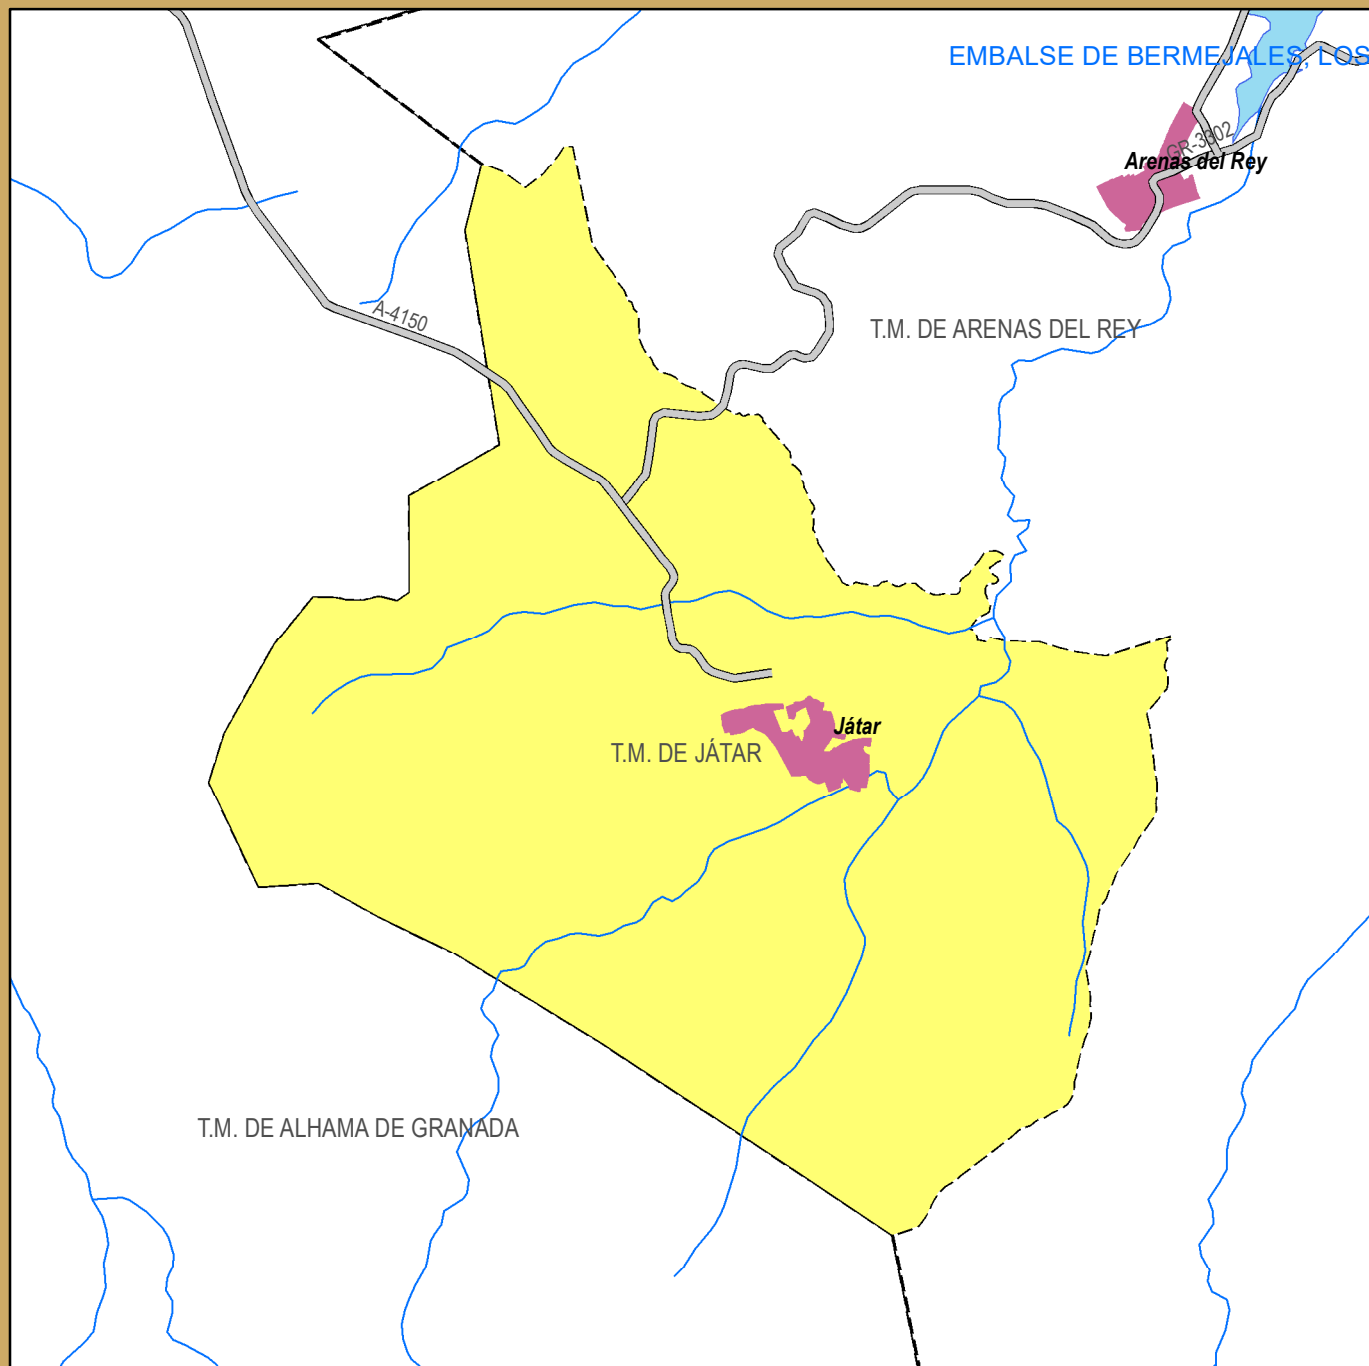 EMBALSE DE BERMEJALES, LOS
GR-3302
Arenas del Rey
A-4150
T.M. DE ARENAS DEL REY
Játar
T.M. DE JÁTAR
T.M. DE ALHAMA DE GRANADA